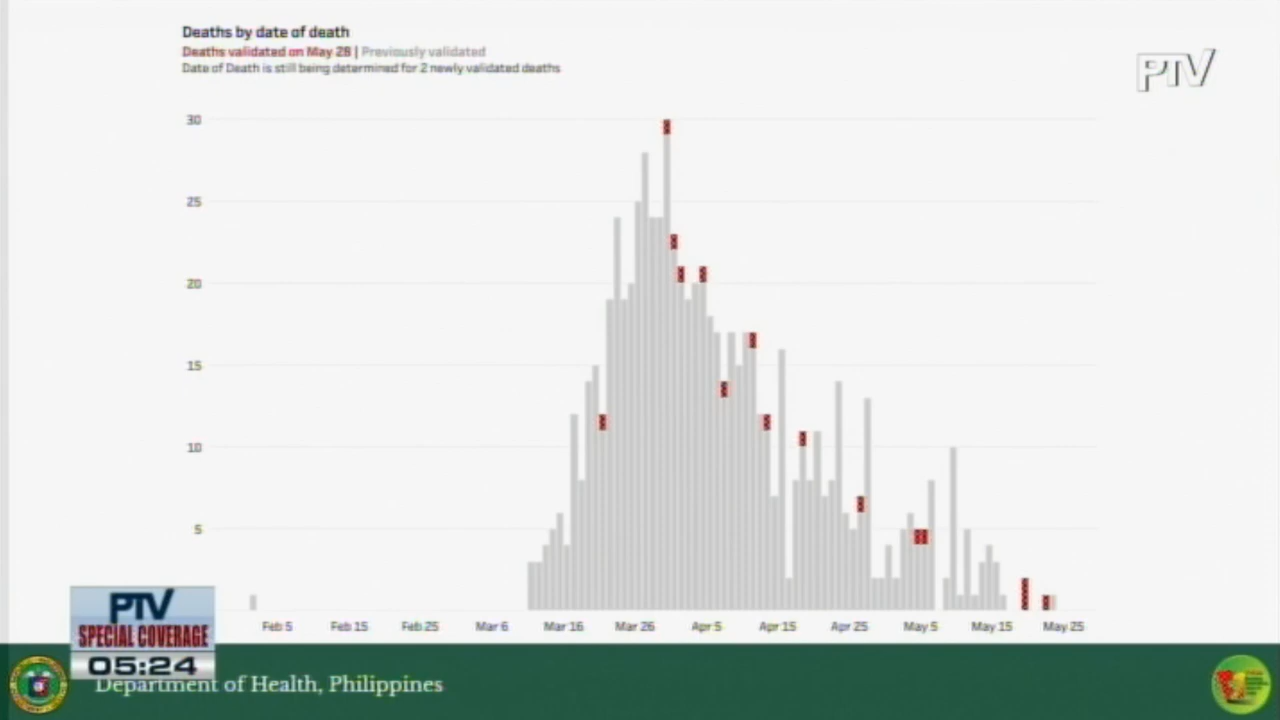 Deaths by date of death
Deaths validated on May 28 | Previously validated
Date of Death is still being determined for 2 newly validated deaths
PTV
30
25
20
15
10
5
Feb 5 Feb 15 Feb 25 Mar 6 Mar 16 Mar 26 Apr 5 Apr 15 Apr 25 May 5 May 15 May 25
PTV
SPECIAL COVERAGE
05:24
Department of Health, Philippines